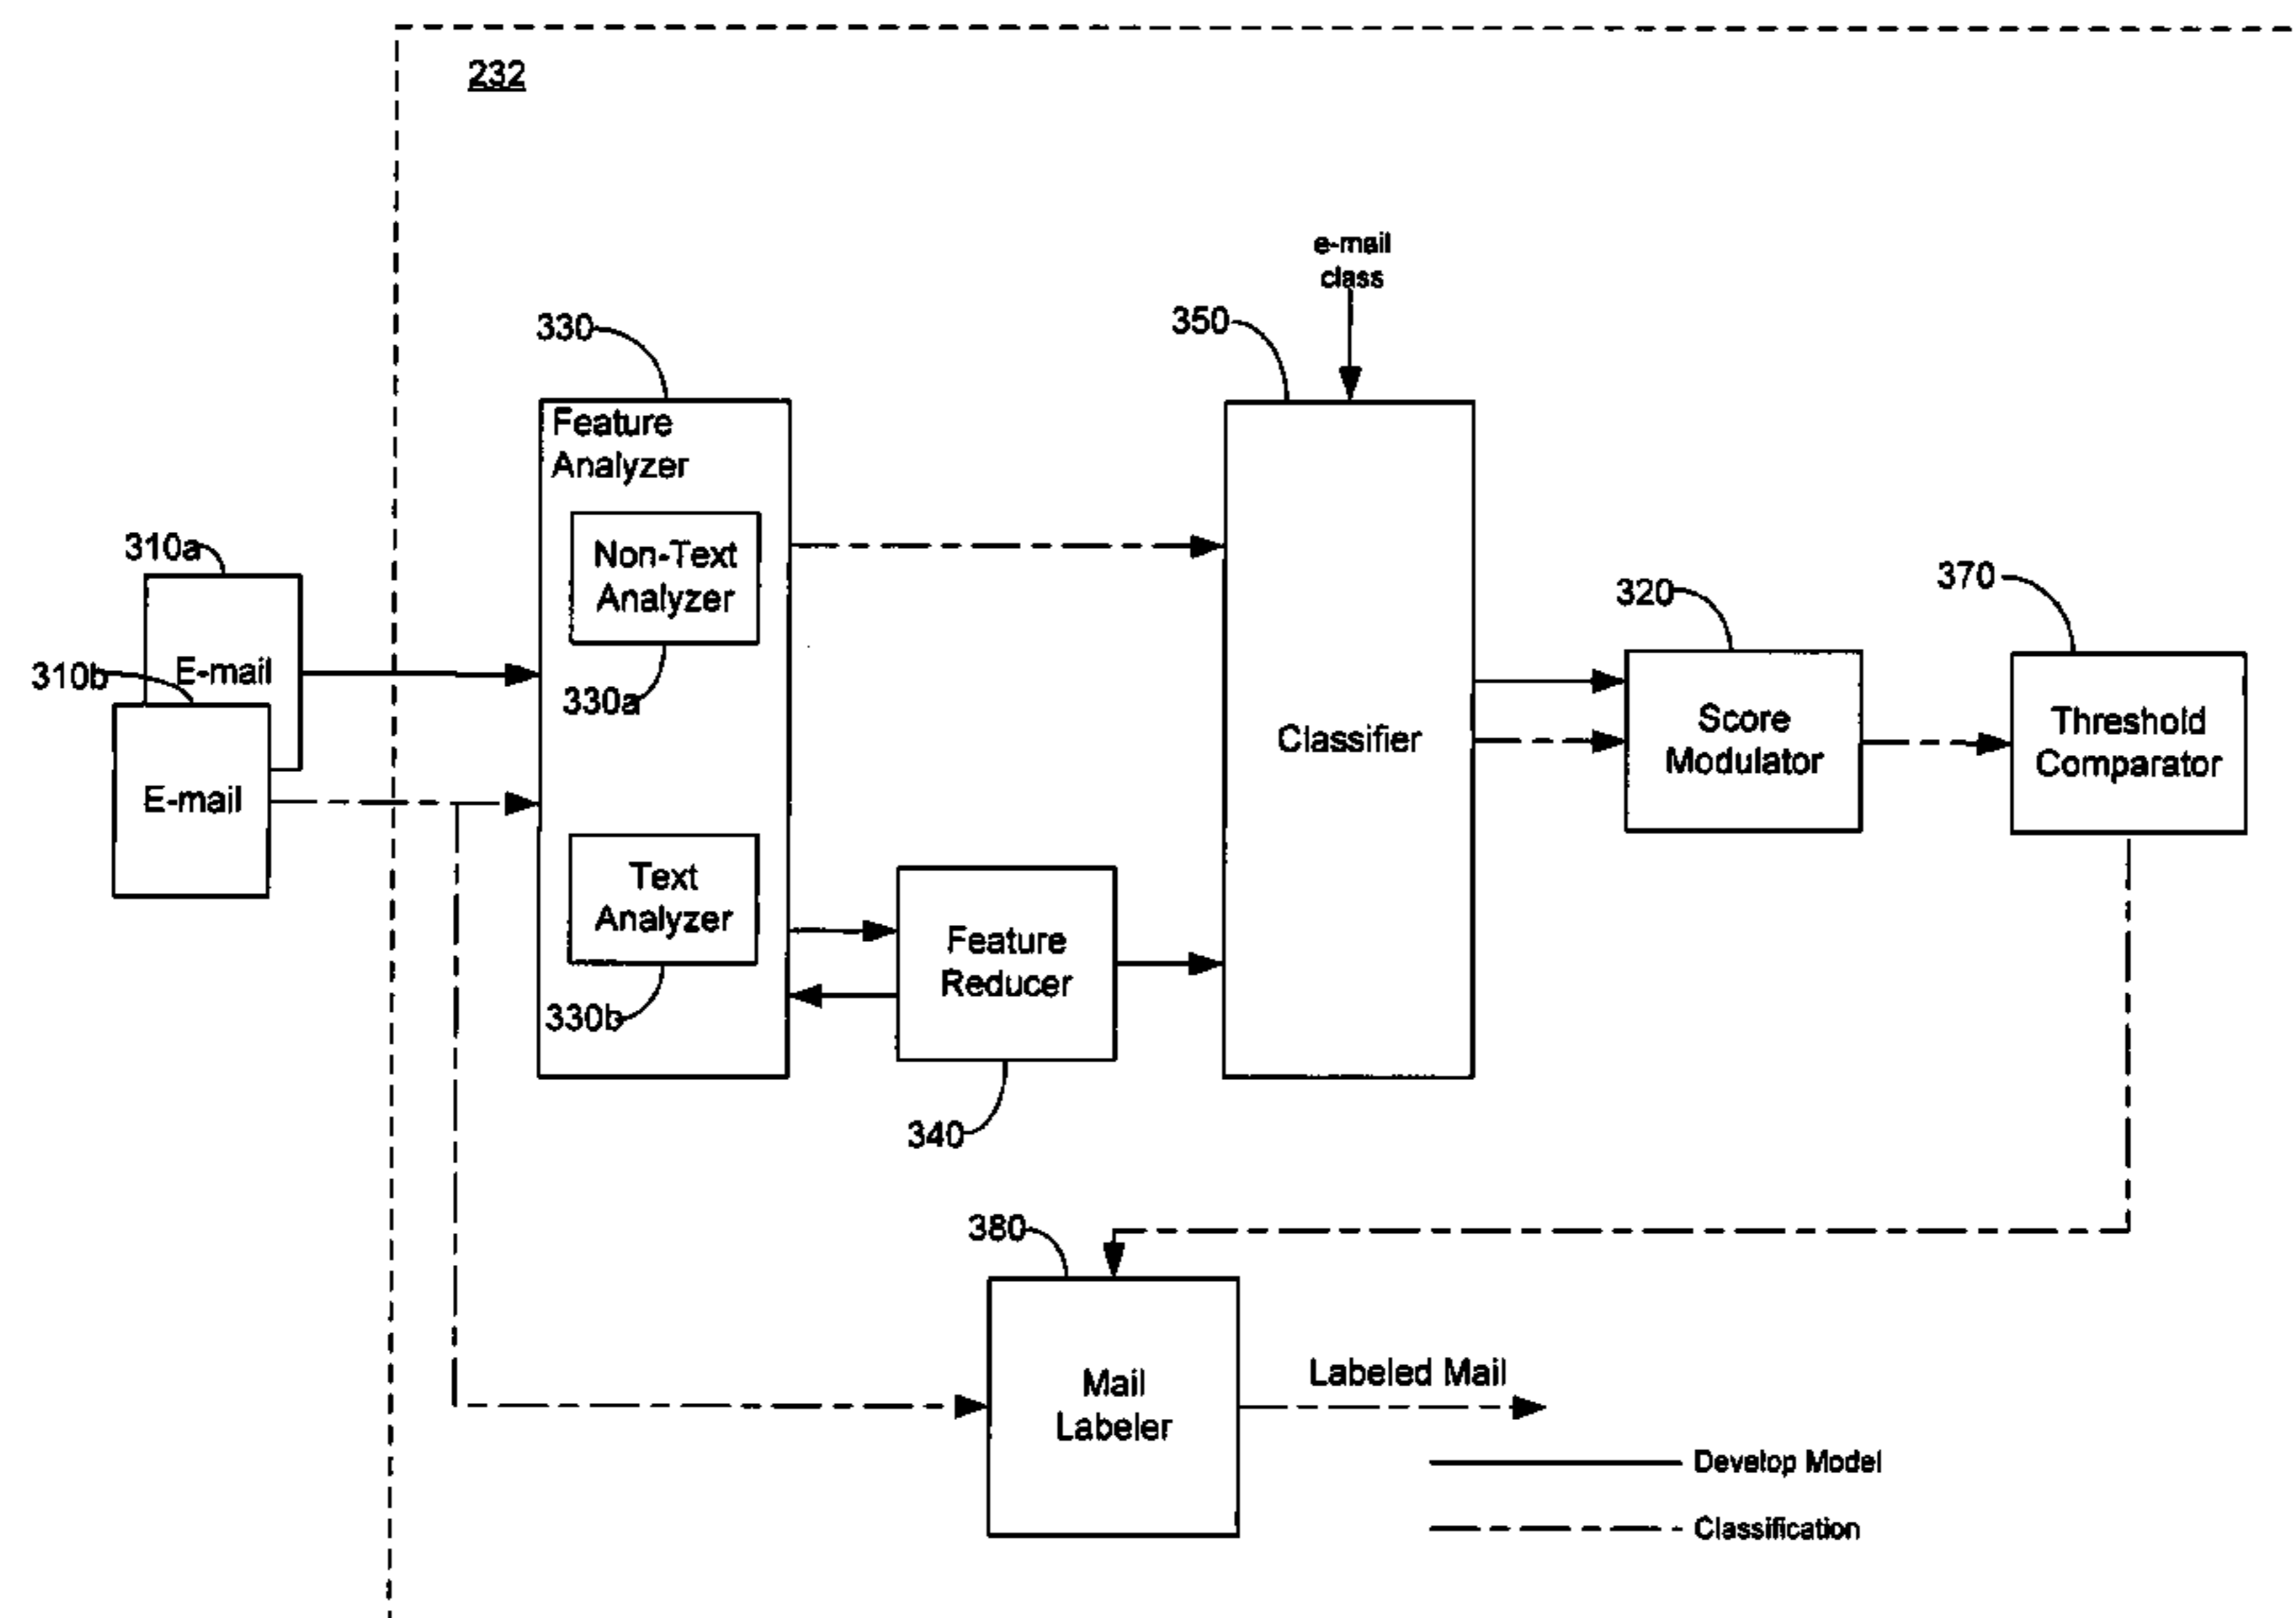 232
e-mail
class
330
350
Feature
Analyzer
310a
Non-Text
Analyzer
320
370
310b
E-mail
330a
Score
Modulator
Threshold
Comparator
Classifier
E-mail
Text
Analyzer
Feature
Reducer
330b
340
380
Labeled Mail
Mail
Labeler
Develop Model
Classification